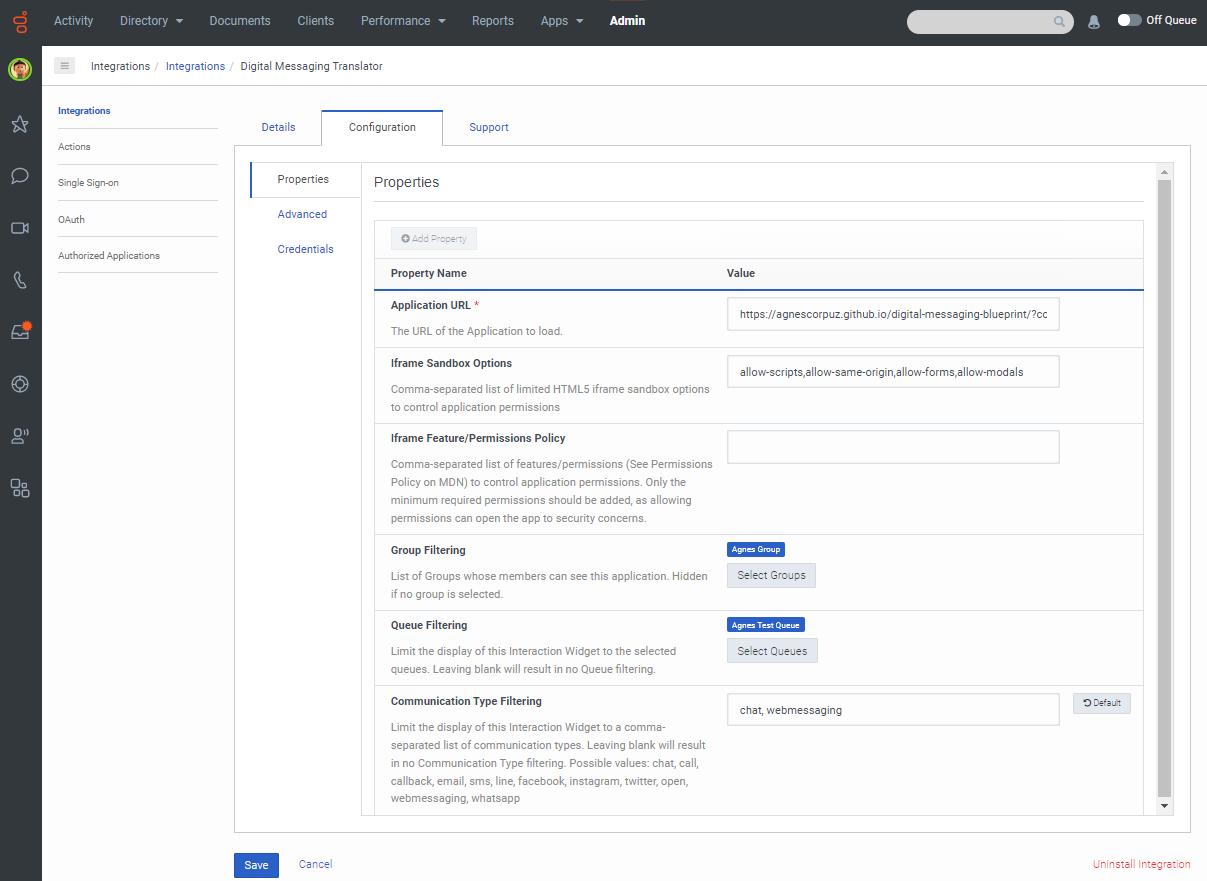 Activity Directory Documents Clients Performance Reports Apps Admin Off Queue
Integrations / Integrations / Digital Messaging Translator
Integrations
Actions
Single Sign-on
OAuth
Authorized Applications
Details Configuration Support
Properties
Advanced
Credentials
Properties
Add Property
Property Name Value
Application URL *
The URL of the Application to load.
https://agnescorpuz.github.io/digital-messaging-blueprint/?cc
Iframe Sandbox Options
Comma-separated list of limited HTML5 iframe sandbox options
to control application permissions
allow-scripts,allow-same-origin,allow-forms,allow-modals
Iframe Feature/Permissions Policy
Comma-separated list of features/permissions (See Permissions
Policy on MDN) to control application permissions. Only the
minimum required permissions should be added, as allowing
permissions can open the app to security concerns.
Group Filtering
List of Groups whose members can see this application. Hidden
if no group is selected.
Agnes Group
Select Groups
Queue Filtering
Limit the display of this Interaction Widget to the selected
queues. Leaving blank will result in no Queue filtering.
Agnes Test Queue
Select Queues
Communication Type Filtering
Limit the display of this Interaction Widget to a comma-
separated list of communication types. Leaving blank will result
in no Communication Type filtering. Possible values: chat, call,
callback, email, sms, line, facebook, instagram, twitter, open,
webmessaging, whatsapp
chat, webmessaging
Default
Save Cancel Uninstall Integration